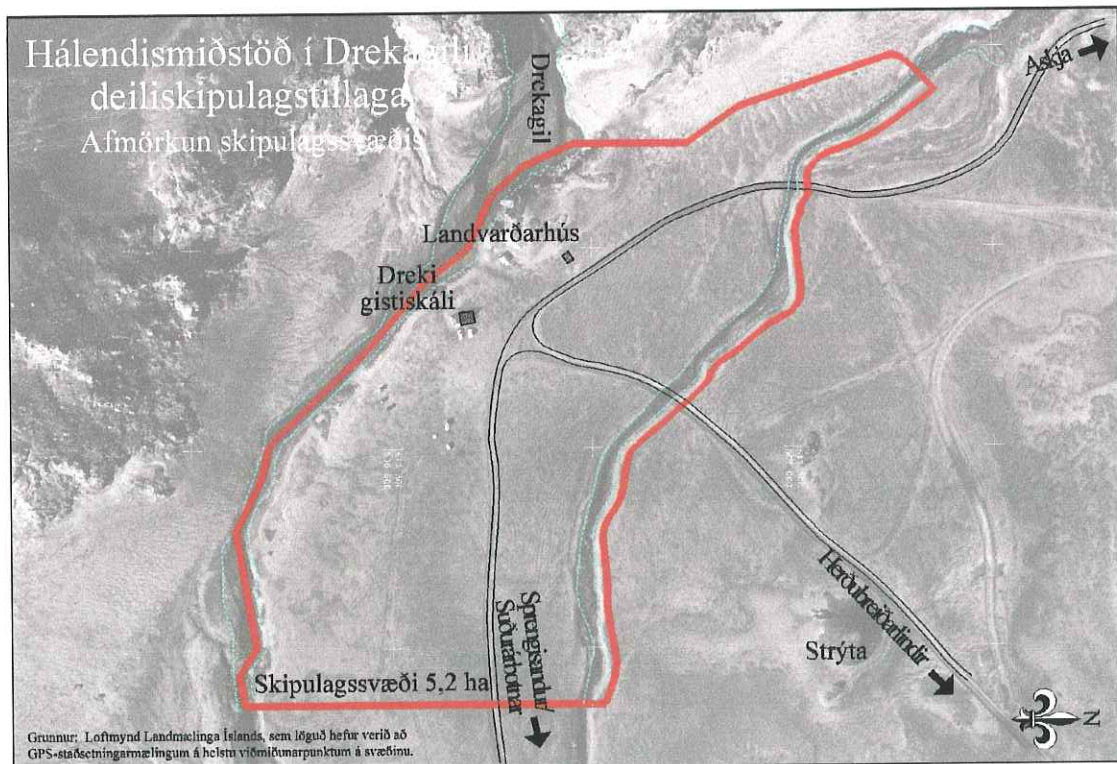 Hálendismiðstöð í Drekagili
deiliskipulagstillaga
Afmörkun skipulagssvæðis
Drekagil
Askja
Landvarðarhús
Dreki
gistiskáli
Sprengisandur/
Suðurárbotnar
Herðubreiðarlindir
Strýta
Skipulagssvæði 5,2 ha
N
Grunnur: Loftmynd Landmælinga Íslands, sem löguð hefur verið að
GPS-staðsetningarmælingum á helstu viðmiðunarpunktum á svæðinu.